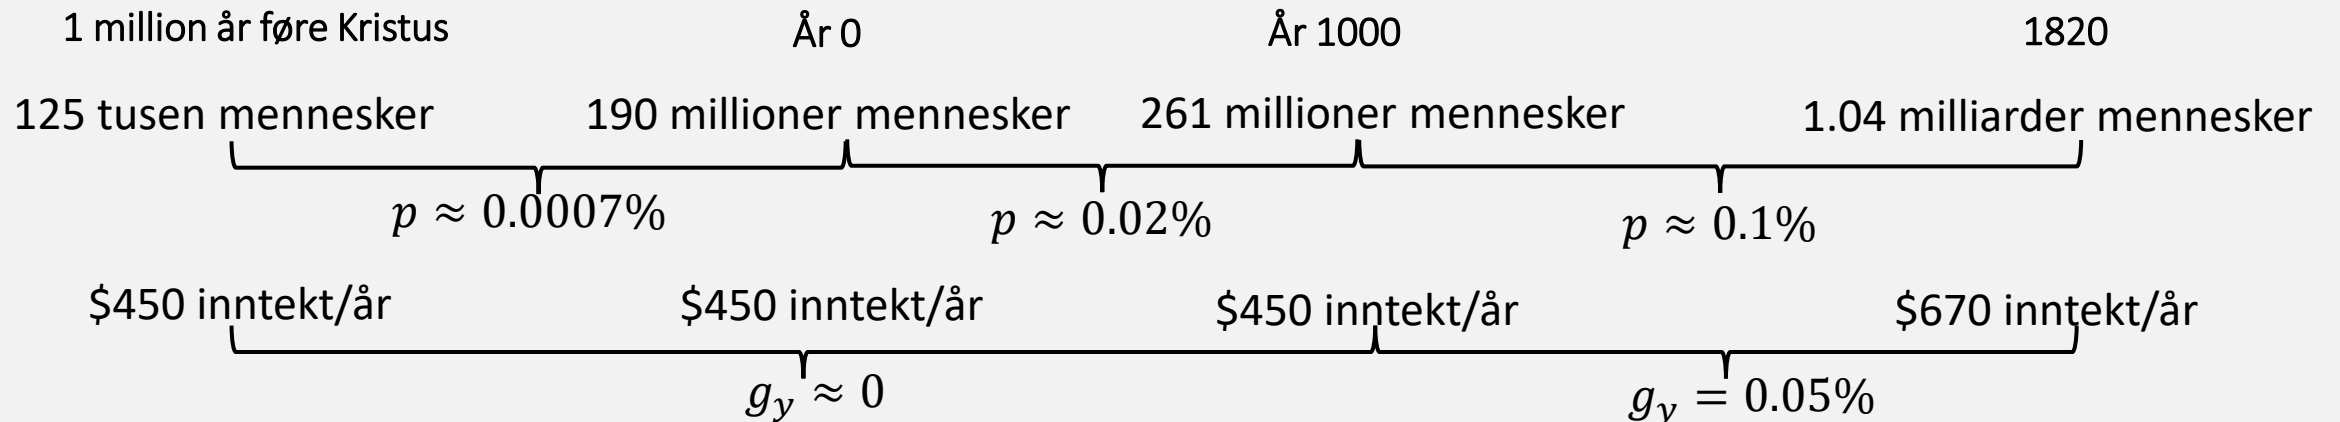 1 million år føre Kristus År 0 År 1000 1820
125 tusen mennesker 190 millioner mennesker 261 millioner mennesker 1.04 milliarder mennesker
p ≈ 0.0007% p ≈ 0.02% p ≈ 0.1%
$450 inntekt/år $450 inntekt/år $450 inntekt/år $670 inntekt/år
g_y ≈ 0 g_y = 0.05%